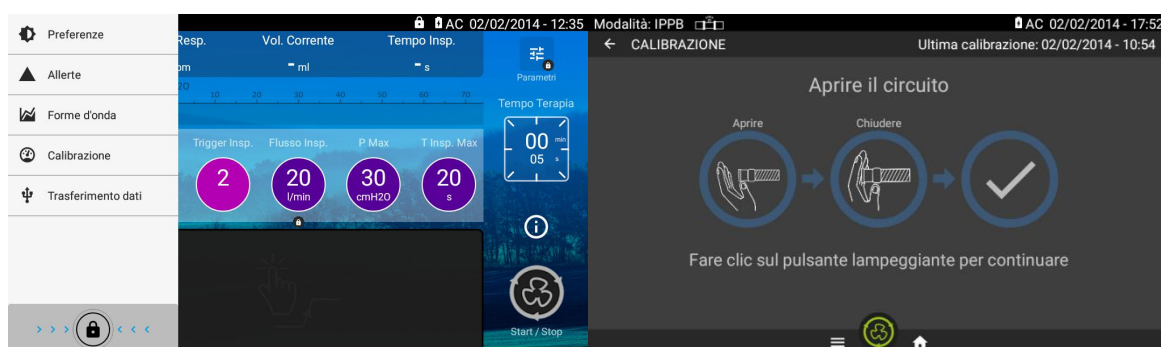 AC 02/02/2014 - 12:35
Preferenze
Allerte
Forme d'onda
Calibrazione
Trasferimento dati
Resp.
Vol. Corrente
Tempo Insp.
- ml
- s
Parametri
10 20 30 40 50 60 70
Tempo Terapia
00 min
05 s
Trigger Insp.
Flusso Insp.
P Max
T Insp. Max
2
20
l/min
30
cmH2O
20
s
Start / Stop
Modalità: IPPB
AC 02/02/2014 - 17:52
CALIBRAZIONE
Ultima calibrazione: 02/02/2014 - 10:54
Aprire il circuito
Aprire
Chiudere
Fare clic sul pulsante lampeggiante per continuare